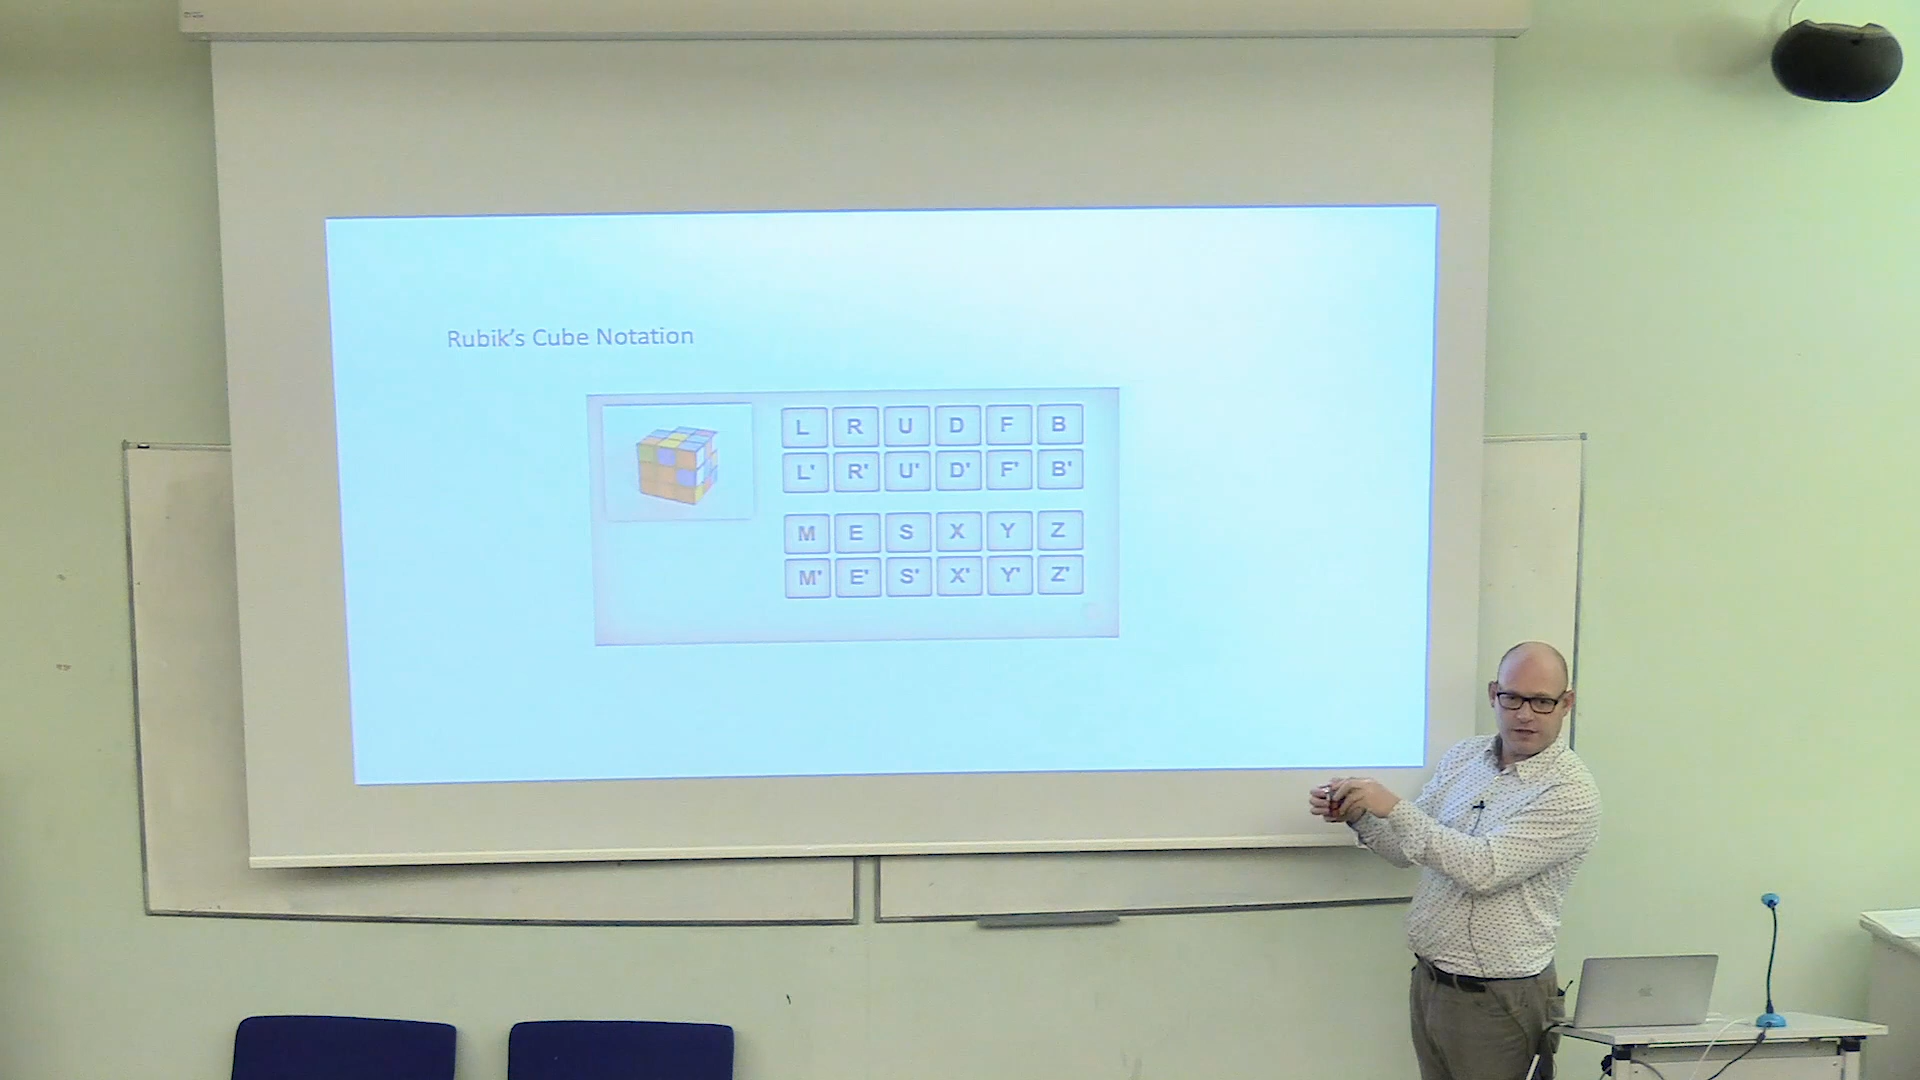 Rubik's Cube Notation
L R U D F B
L' R' U' D' F' B'
M E S X Y Z
M' E' S' X' Y' Z'